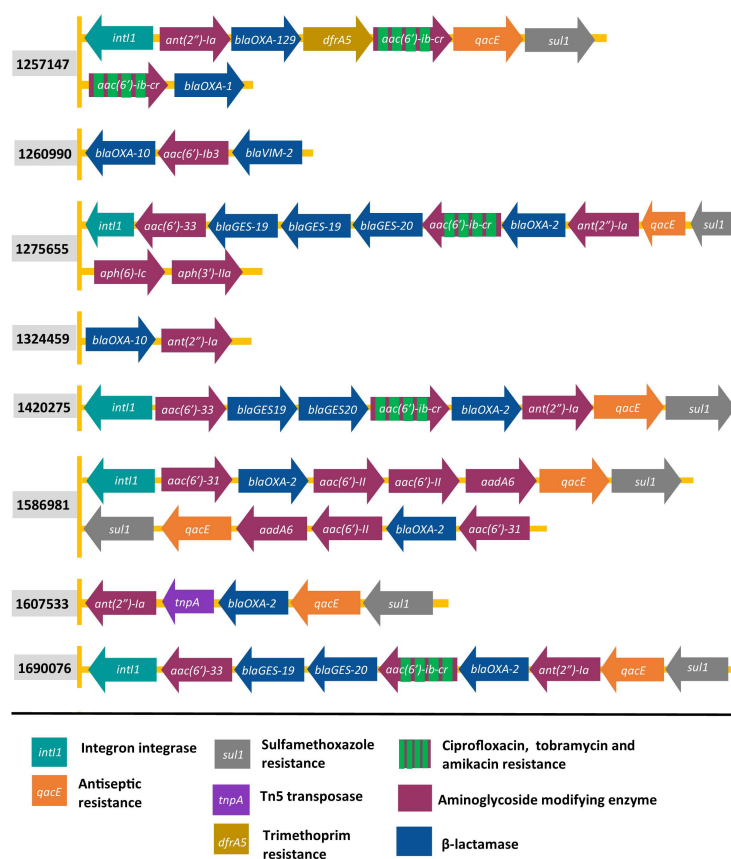 intI1 ant(2")-Ia blaOXA-129 dfrA5 aac(6')-ib-cr qacE sul1
1257147
aac(6')-ib-cr blaOXA-1
1260990 blaOXA-10 aac(6')-Ib3 blaVIM-2
intI1 aac(6')-33 blaGES-19 blaGES-19 blaGES-20 aac(6')-ib-cr blaOXA-2 ant(2")-Ia qacE sul1
1275655
aph(6)-Ic aph(3')-IIa
1324459 blaOXA-10 ant(2")-Ia
1420275 intI1 aac(6')-33 blaGES19 blaGES20 aac(6')-ib-cr blaOXA-2 ant(2")-Ia qacE sul1
intI1 aac(6')-31 blaOXA-2 aac(6')-II aac(6')-II aadA6 qacE sul1
1586981
sul1 qacE aadA6 aac(6')-II blaOXA-2 aac(6')-31
1607533 ant(2")-Ia tnpA blaOXA-2 qacE sul1
1690076 intI1 aac(6')-33 blaGES-19 blaGES-20 aac(6')-ib-cr blaOXA-2 ant(2")-Ia qacE sul1
intI1 Integron integrase
qacE Antiseptic
resistance
sul1 Sulfamethoxazole
resistance
tnpA Tn5 transposase
dfrA5 Trimethoprim
resistance
Ciprofloxacin, tobramycin and
amikacin resistance
Aminoglycoside modifying enzyme
β-lactamase